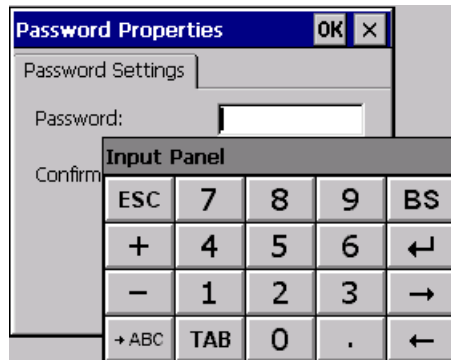 Password Properties OK ×
Password Settings
Password:
Confirm
Input Panel
ESC 7 8 9 BS
+ 4 5 6 ↵
− 1 2 3 →
→ ABC TAB 0 . ←